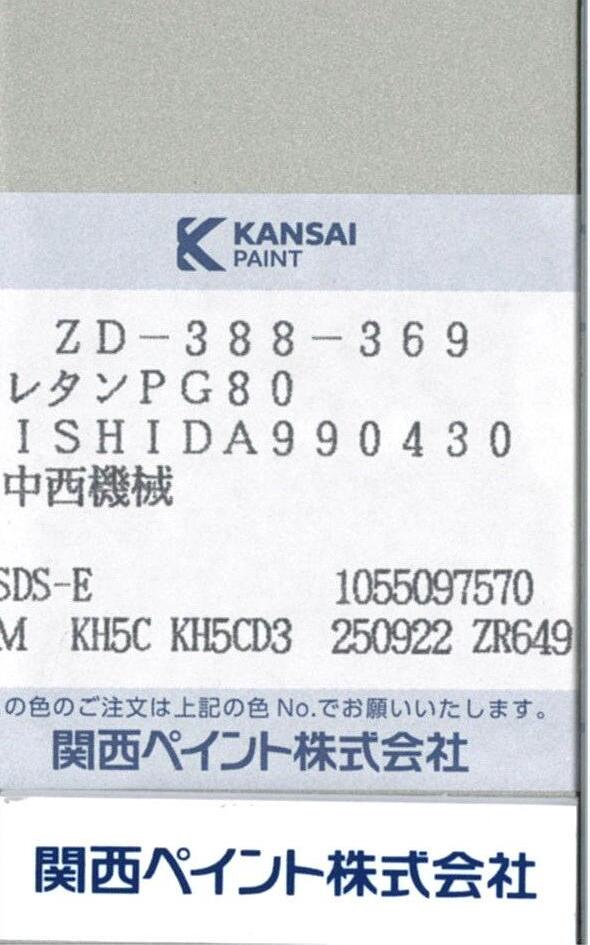 KANSAI
PAINT
ZD-388-369
レタンPG80
ISHIDA990430
中西機械
SDS-E 1055097570
M KH5C KH5CD3 250922 ZR649
の色のご注文は上記の色No.でお願いいたします。
関西ペイント株式会社
関西ペイント株式会社